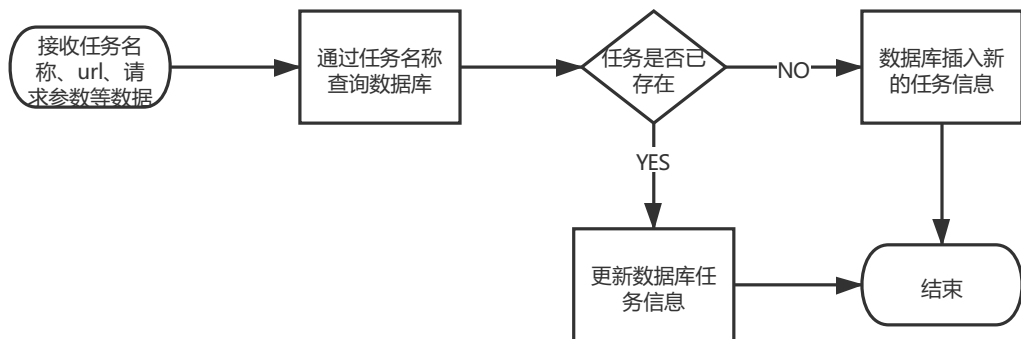 接收任务名
称、url、请
求参数等数据
通过任务名称
查询数据库
任务是否已
存在
NO
数据库插入新
的任务信息
YES
更新数据库任
务信息
结束